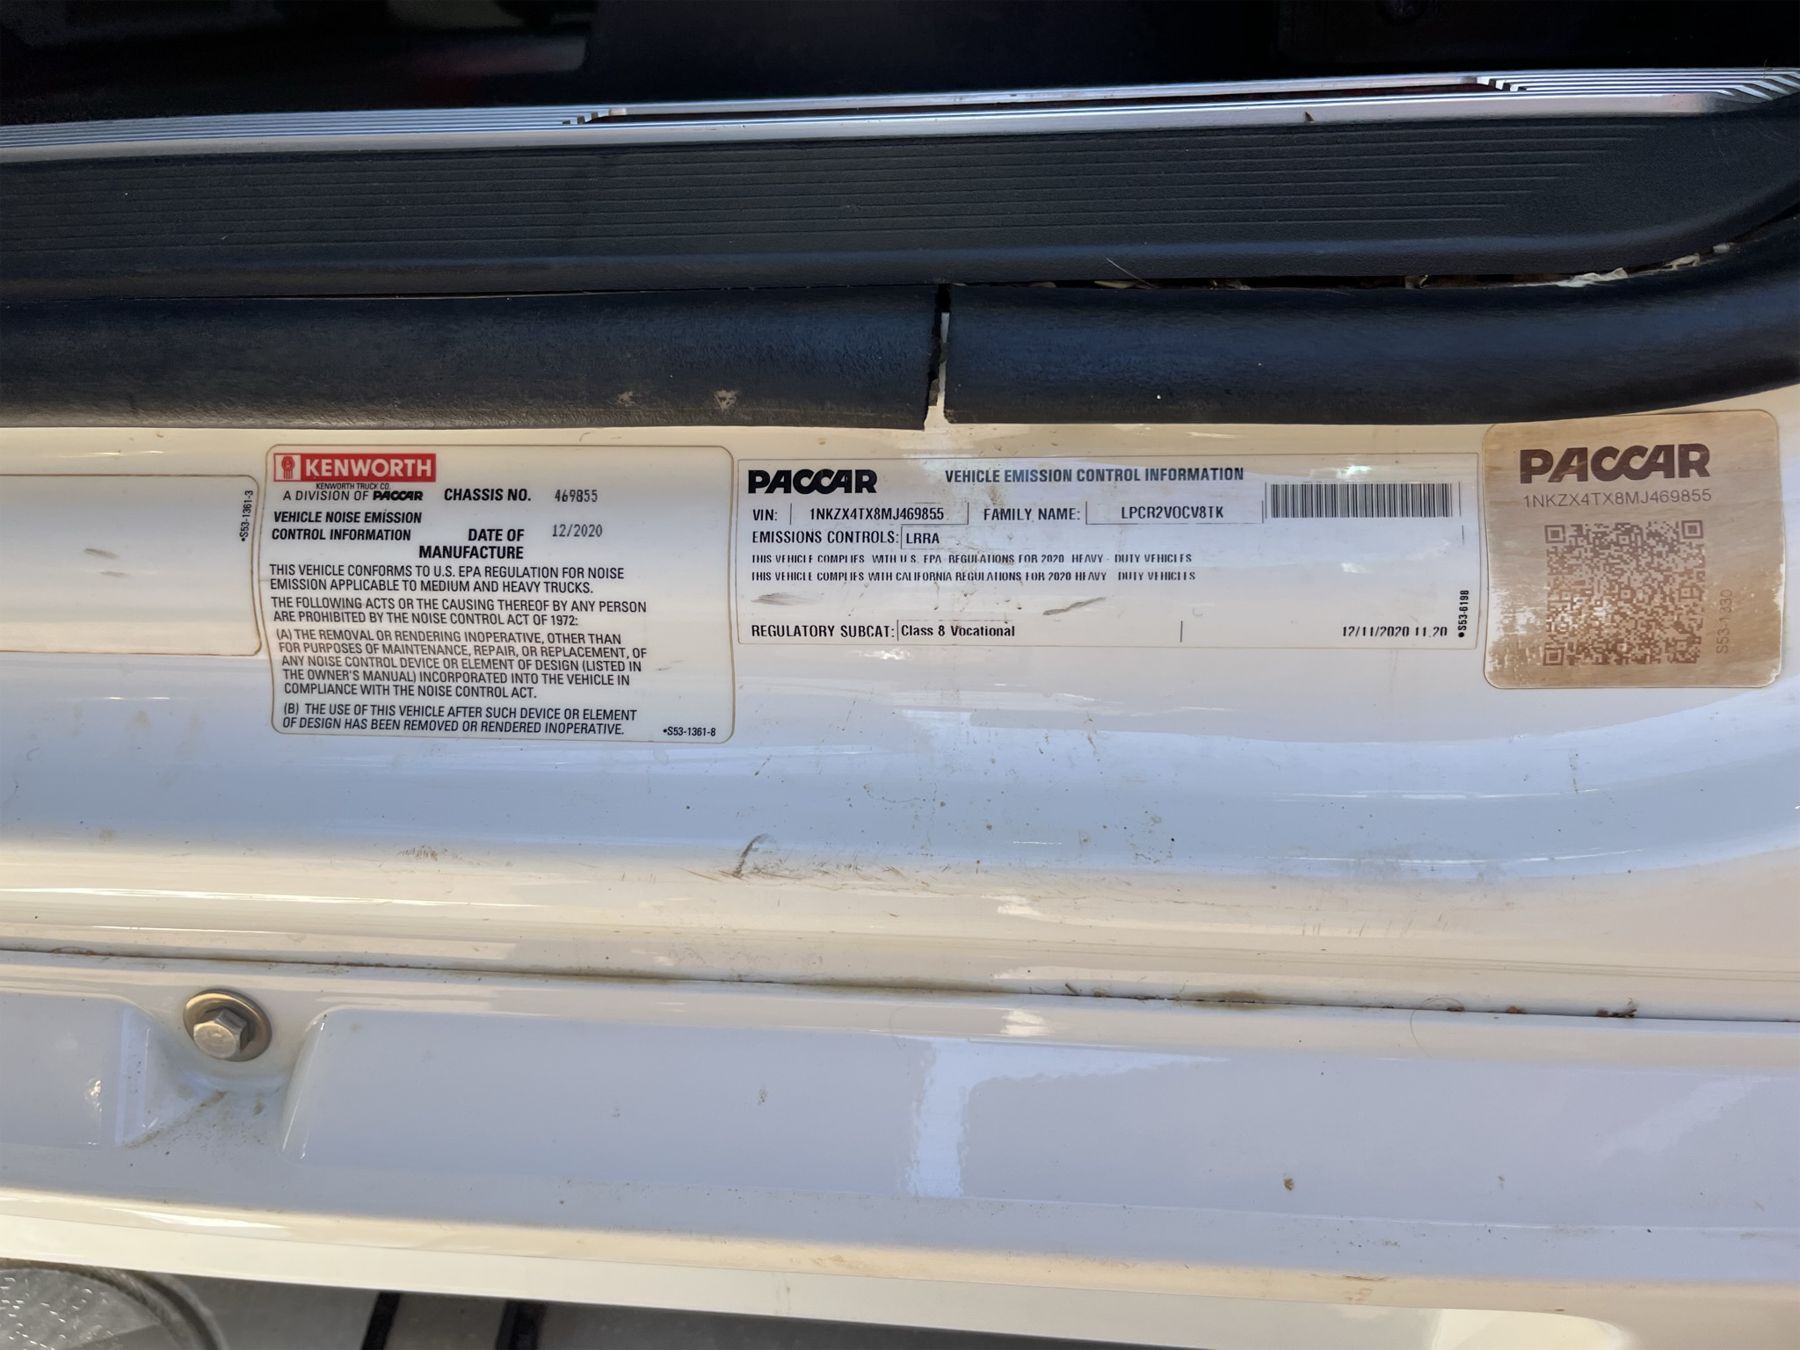 •S53-1361-3
KENWORTH
KENWORTH TRUCK CO.
A DIVISION OF PACCAR
CHASSIS NO. 469855
VEHICLE NOISE EMISSION
CONTROL INFORMATION
DATE OF
MANUFACTURE
12/2020
THIS VEHICLE CONFORMS TO U.S. EPA REGULATION FOR NOISE
EMISSION APPLICABLE TO MEDIUM AND HEAVY TRUCKS.
THE FOLLOWING ACTS OR THE CAUSING THEREOF BY ANY PERSON
ARE PROHIBITED BY THE NOISE CONTROL ACT OF 1972:
(A) THE REMOVAL OR RENDERING INOPERATIVE, OTHER THAN
FOR PURPOSES OF MAINTENANCE, REPAIR, OR REPLACEMENT, OF
ANY NOISE CONTROL DEVICE OR ELEMENT OF DESIGN (LISTED IN
THE OWNER'S MANUAL) INCORPORATED INTO THE VEHICLE IN
COMPLIANCE WITH THE NOISE CONTROL ACT.
(B) THE USE OF THIS VEHICLE AFTER SUCH DEVICE OR ELEMENT
OF DESIGN HAS BEEN REMOVED OR RENDERED INOPERATIVE.
•S53-1361-8
PACCAR VEHICLE EMISSION CONTROL INFORMATION
VIN: 1NKZX4TX8MJ469855 FAMILY NAME: LPCR2VOCV8TK
EMISSIONS CONTROLS: LRRA
THIS VEHICLE COMPLIES WITH U.S. EPA REGULATIONS FOR 2020 HEAVY - DUTY VEHICLES
THIS VEHICLE COMPLIES WITH CALIFORNIA REGULATIONS FOR 2020 HEAVY DUTY VEHICLES
REGULATORY SUBCAT: Class 8 Vocational
12/11/2020 11.20
•S53-6198
PACCAR
1NKZX4TX8MJ469855
S53-1330